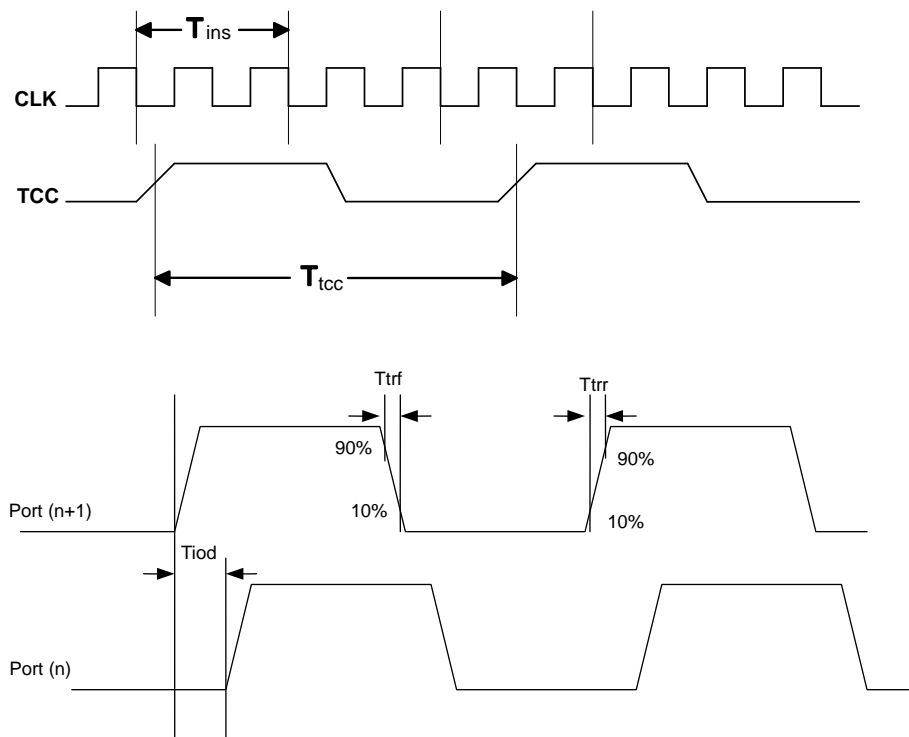 Tins
CLK
TCC
Ttcc
Ttrf
Ttrr
90%
90%
Port (n+1)
10%
10%
Tiod
Port (n)